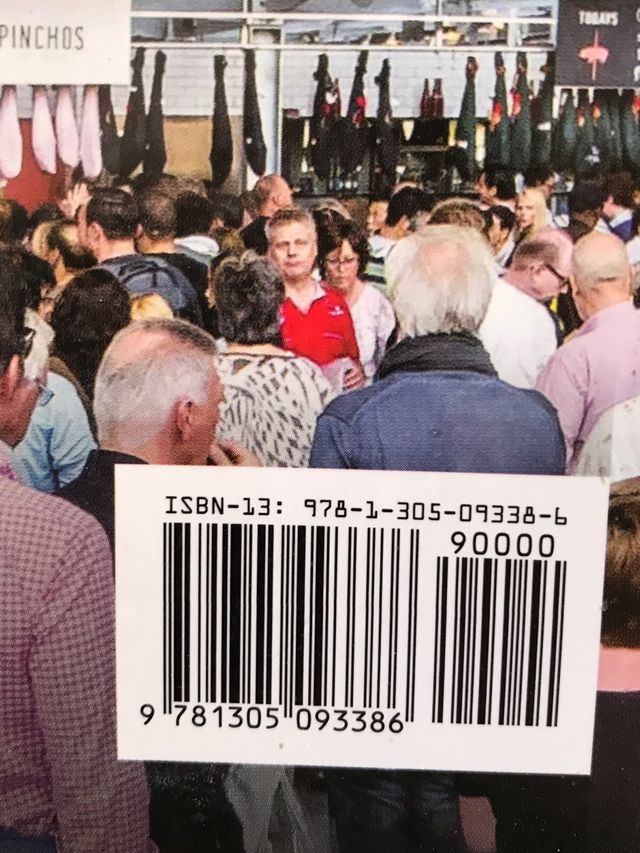 PINCHOS
TODAYS
ISBN-13: 978-1-305-09338-6
90000
9 781305 093386